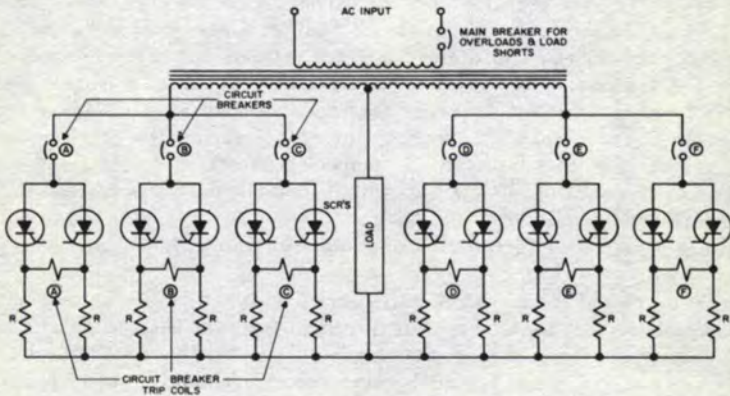 AC INPUT
MAIN BREAKER FOR
OVERLOADS & LOAD
SHORTS
CIRCUIT
BREAKERS
A
B
C
D
E
F
SCR'S
LOAD
A
B
C
D
E
F
R
R
R
R
R
R
R
R
R
R
R
R
CIRCUIT BREAKER
TRIP COILS